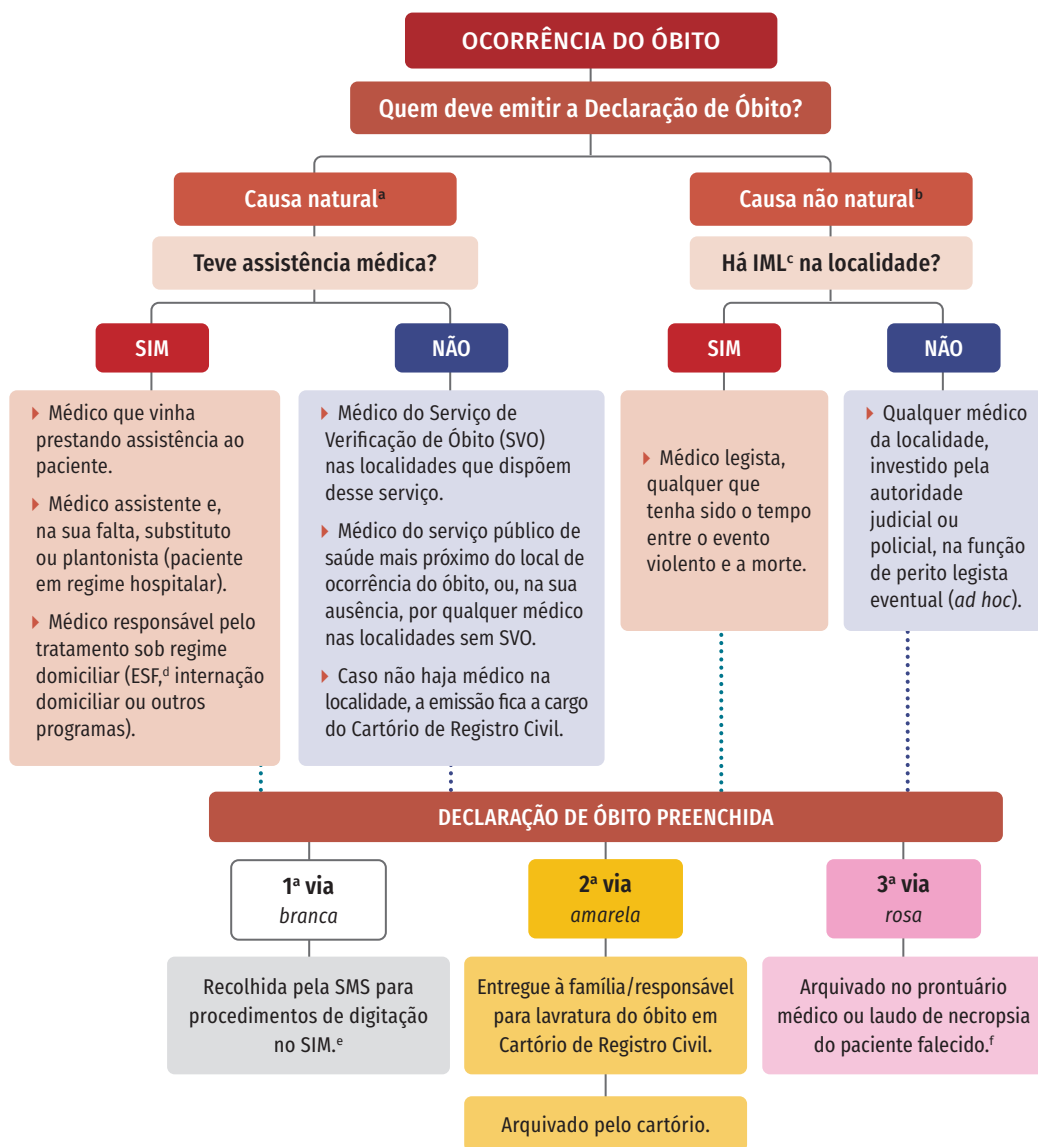 OCORRÊNCIA DO ÓBITO
Quem deve emitir a Declaração de Óbito?
Causa naturalᵃ
Teve assistência médica?
SIM
▸ Médico que vinha
prestando assistência ao
paciente.
▸ Médico assistente e,
na sua falta, substituto
ou plantonista (paciente
em regime hospitalar).
▸ Médico responsável pelo
tratamento sob regime
domiciliar (ESF,ᵈ internação
domiciliar ou outros
programas).
NÃO
▸ Médico do Serviço de
Verificação de Óbito (SVO)
nas localidades que dispõem
desse serviço.
▸ Médico do serviço público de
saúde mais próximo do local de
ocorrência do óbito, ou, na sua
ausência, por qualquer médico
nas localidades sem SVO.
▸ Caso não haja médico na
localidade, a emissão fica a cargo
do Cartório de Registro Civil.
Causa não naturalᵇ
Há IMLᶜ na localidade?
SIM
▸ Médico legista,
qualquer que
tenha sido o tempo
entre o evento
violento e a morte.
NÃO
▸ Qualquer médico
da localidade,
investido pela
autoridade
judicial ou
policial, na função
de perito legista
eventual (ad hoc).
DECLARAÇÃO DE ÓBITO PREENCHIDA
1ª via
branca
Recolhida pela SMS para
procedimentos de digitação
no SIM.ᵉ
2ª via
amarela
Entregue à família/responsável
para lavratura do óbito em
Cartório de Registro Civil.
Arquivado pelo cartório.
3ª via
rosa
Arquivado no prontuário
médico ou laudo de necropsia
do paciente falecido.ᶠ